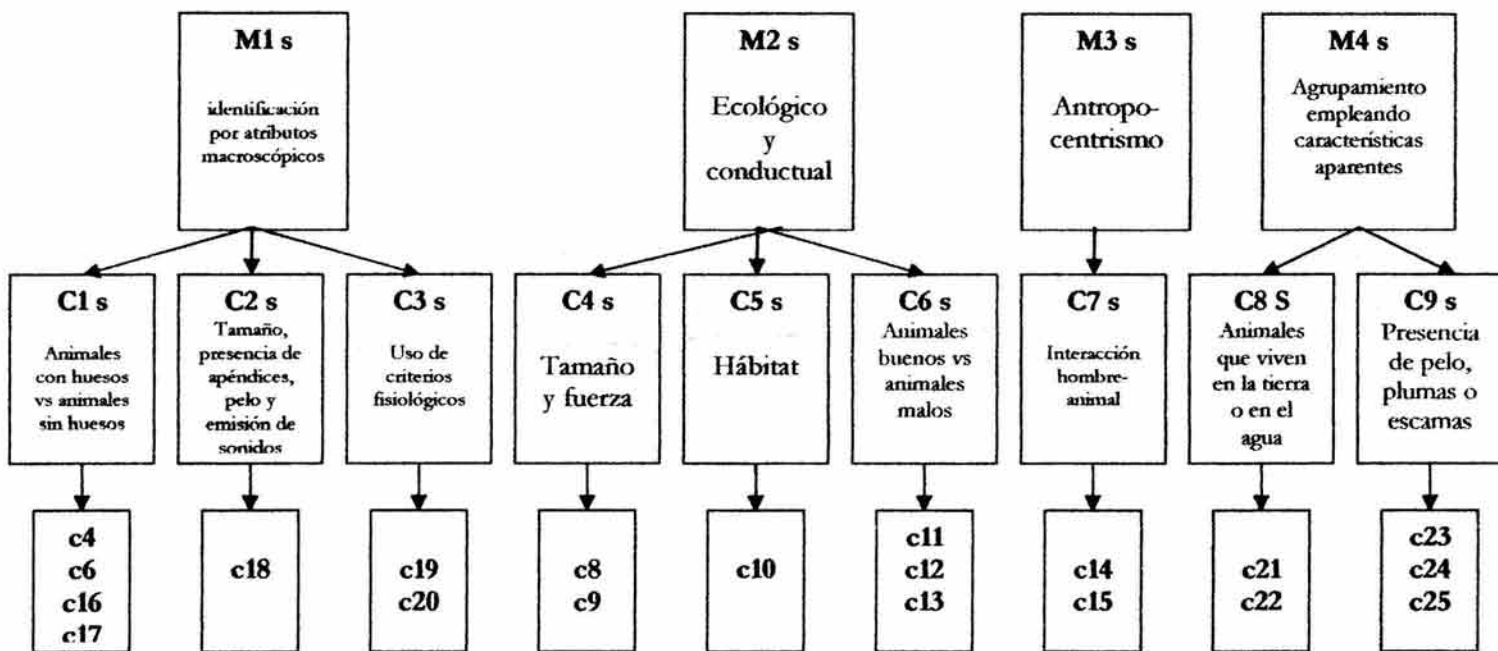 M1 s
identificación
por atributos
macroscópicos
M2 s
Ecológico
y
conductual
M3 s
Antropo-
centrismo
M4 s
Agrupamiento
empleando
características
aparentes
C1 s
Animales
con huesos
vs animales
sin huesos
C2 s
Tamaño,
presencia de
apéndices,
pelo y
emisión de
sonidos
C3 s
Uso de
criterios
fisiológicos
C4 s
Tamaño
y fuerza
C5 s
Hábitat
C6 s
Animales
buenos vs
animales
malos
C7 s
Interacción
hombre-
animal
C8 S
Animales
que viven
en la tierra
o en el
agua
C9 s
Presencia
de pelo,
plumas o
escamas
c4
c6
c16
c17
c18
c19
c20
c8
c9
c10
c11
c12
c13
c14
c15
c21
c22
c23
c24
c25